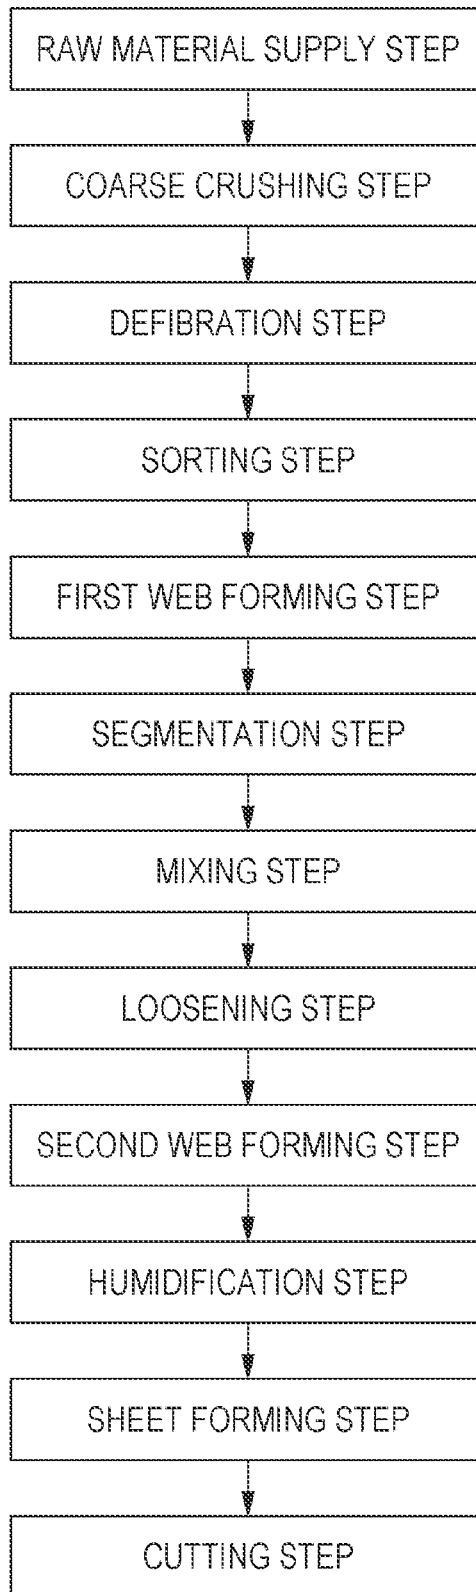 RAW MATERIAL SUPPLY STEP
COARSE CRUSHING STEP
DEFIBRATION STEP
SORTING STEP
FIRST WEB FORMING STEP
SEGMENTATION STEP
MIXING STEP
LOOSENING STEP
SECOND WEB FORMING STEP
HUMIDIFICATION STEP
SHEET FORMING STEP
CUTTING STEP